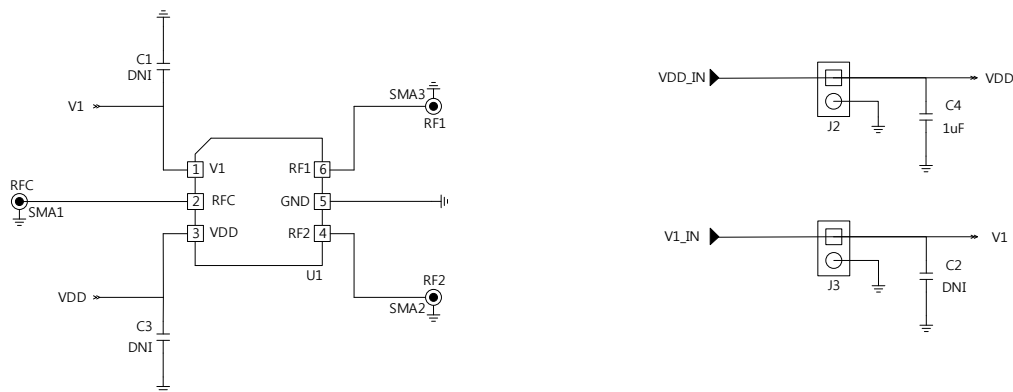 C1
DNI
V1
SMA3
RF1
1 V1
RF1 6
RFC
SMA1
2 RFC
GND 5
3 VDD
RF2 4
U1
VDD
RF2
SMA2
C3
DNI
VDD_IN
VDD
J2
C4
1uF
V1_IN
V1
J3
C2
DNI